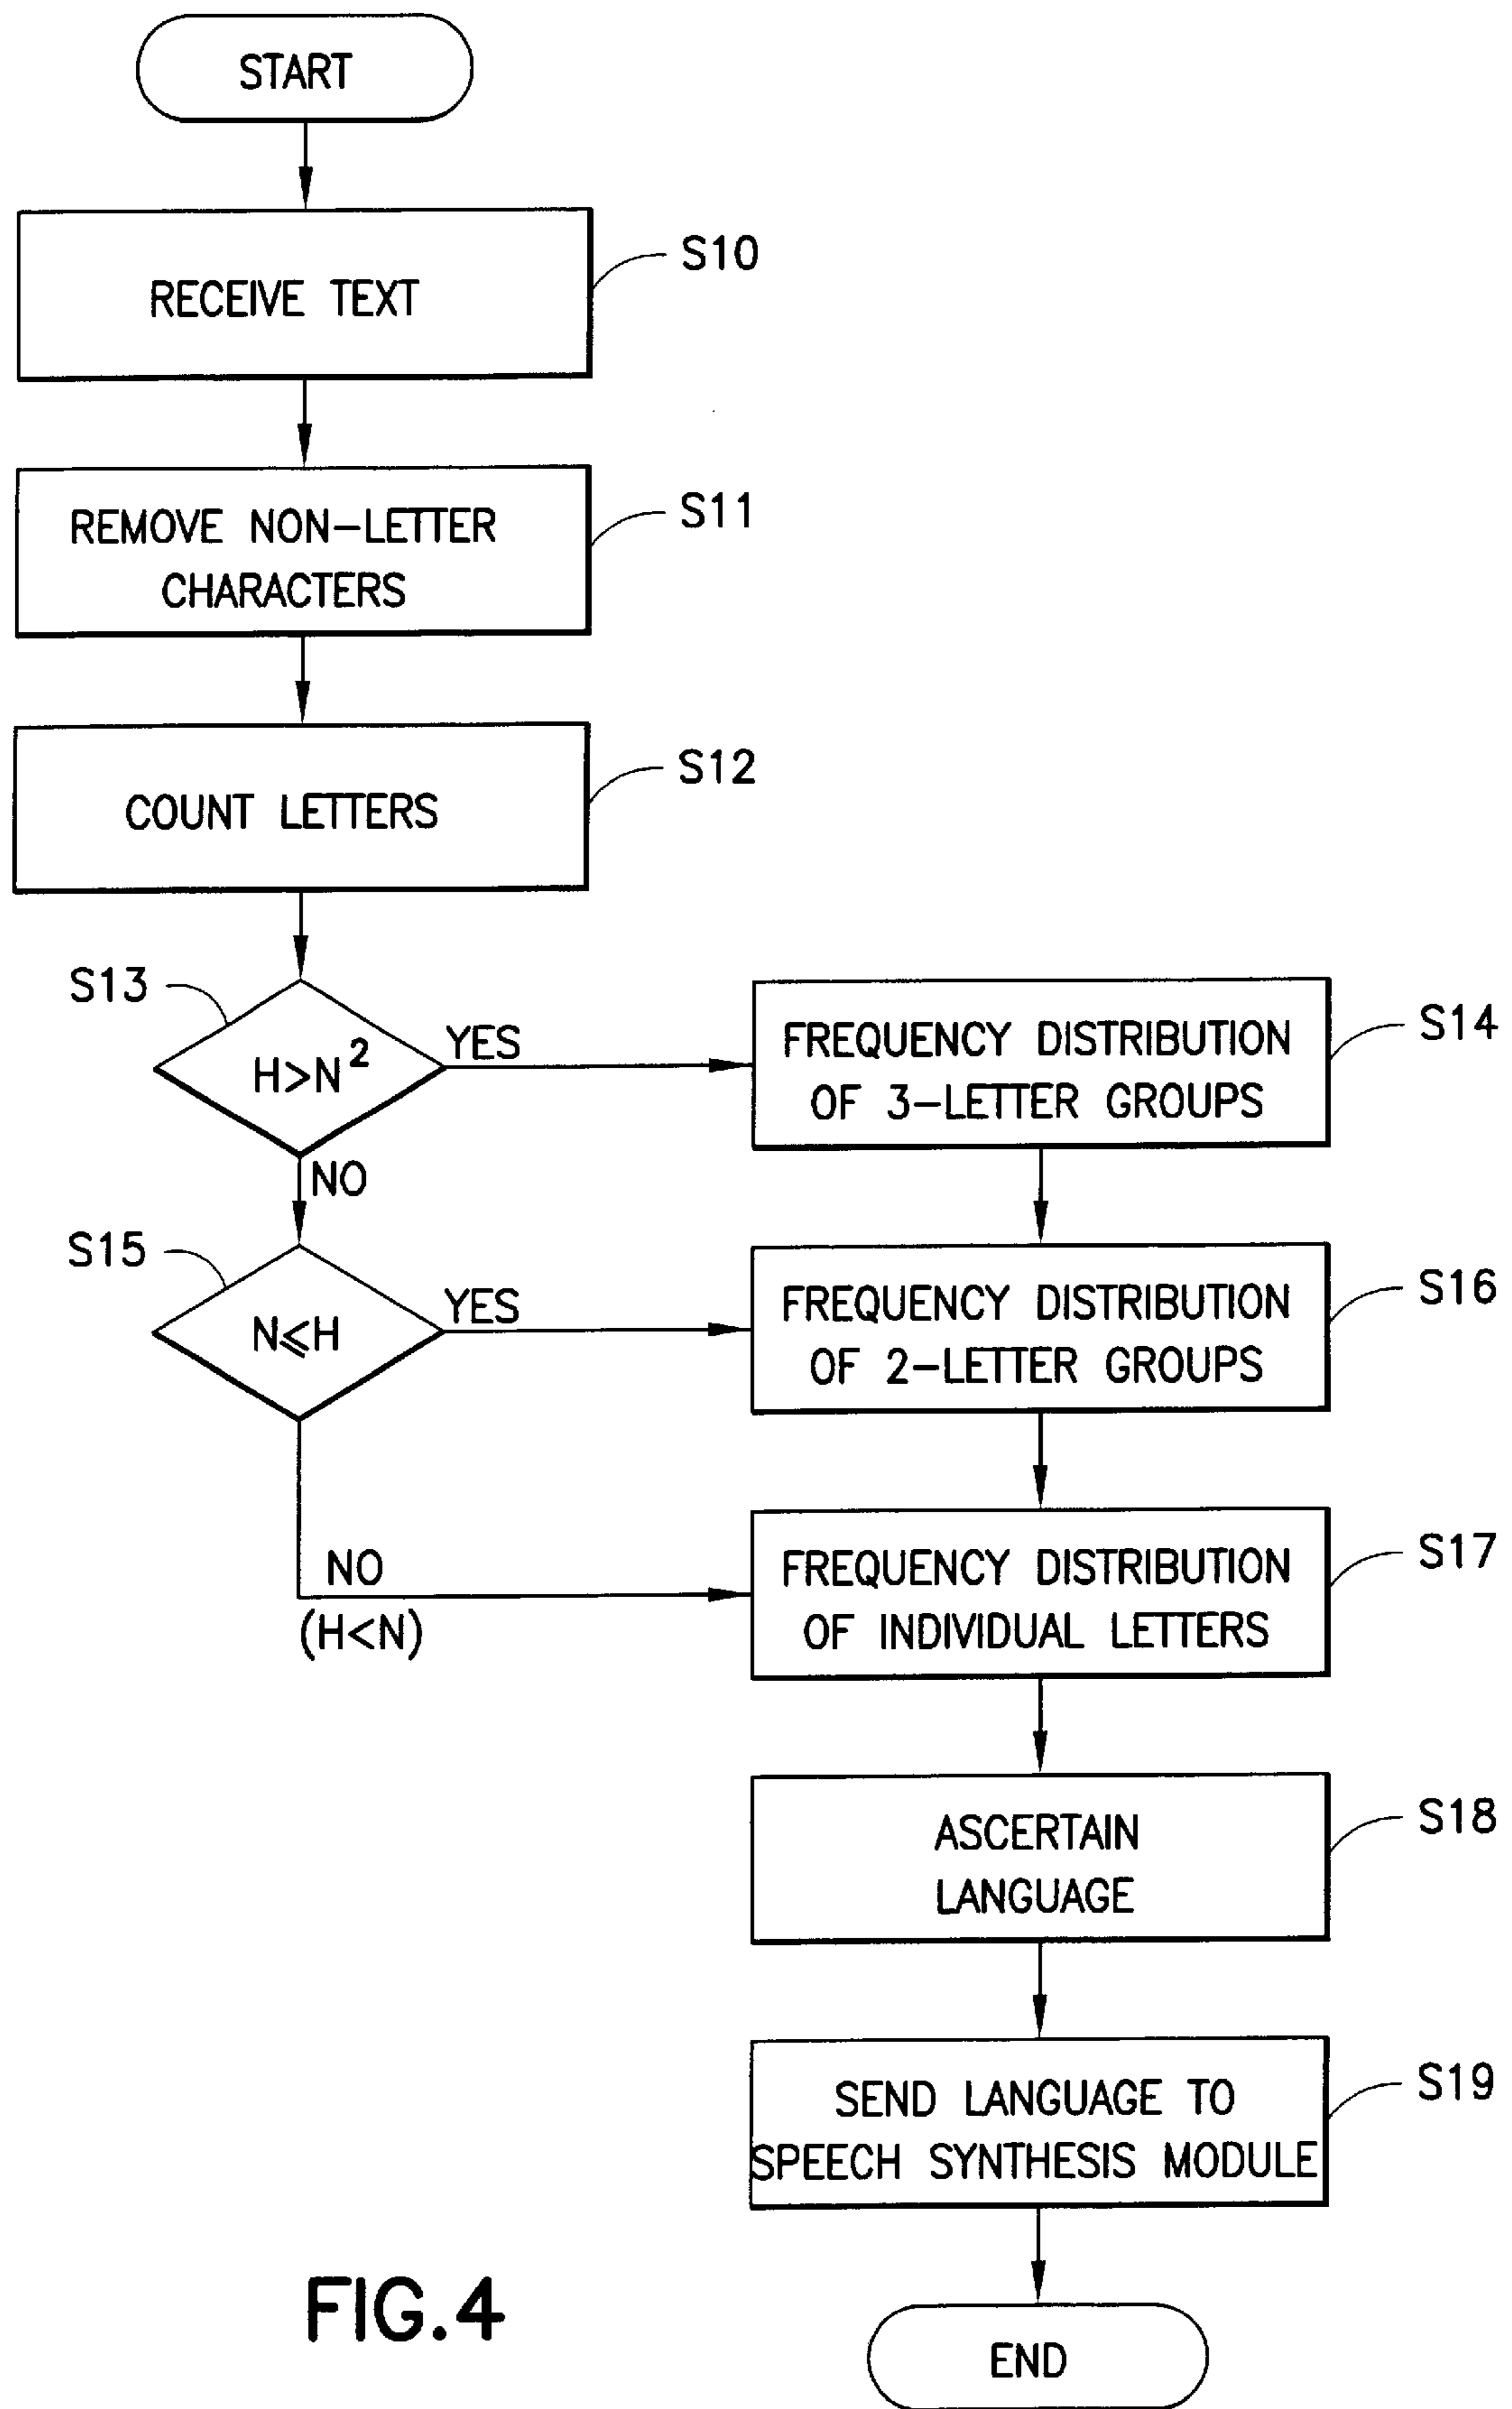 START
RECEIVE TEXT
S10
REMOVE NON-LETTER
CHARACTERS
S11
COUNT LETTERS
S12
S13
H>N²
YES
NO
FREQUENCY DISTRIBUTION
OF 3-LETTER GROUPS
S14
S15
N⩽H
YES
FREQUENCY DISTRIBUTION
OF 2-LETTER GROUPS
S16
NO
(H<N)
FREQUENCY DISTRIBUTION
OF INDIVIDUAL LETTERS
S17
ASCERTAIN
LANGUAGE
S18
SEND LANGUAGE TO
SPEECH SYNTHESIS MODULE
S19
END
FIG.4